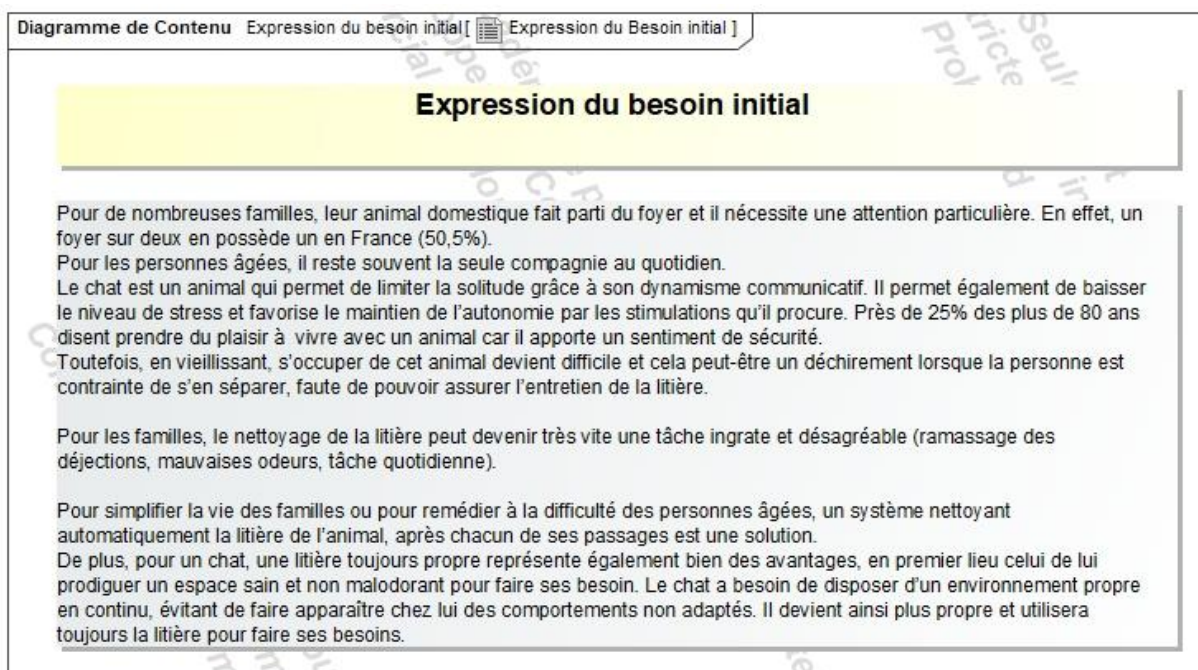 Diagramme de Contenu Expression du besoin initial[ Expression du Besoin initial ]
Expression du besoin initial
Pour de nombreuses familles, leur animal domestique fait parti du foyer et il nécessite une attention particulière. En effet, un
foyer sur deux en possède un en France (50,5%).
Pour les personnes âgées, il reste souvent la seule compagnie au quotidien.
Le chat est un animal qui permet de limiter la solitude grâce à son dynamisme communicatif. Il permet également de baisser
le niveau de stress et favorise le maintien de l'autonomie par les stimulations qu'il procure. Près de 25% des plus de 80 ans
disent prendre du plaisir à vivre avec un animal car il apporte un sentiment de sécurité.
Toutefois, en vieillissant, s'occuper de cet animal devient difficile et cela peut-être un déchirement lorsque la personne est
contrainte de s'en séparer, faute de pouvoir assurer l'entretien de la litière.
Pour les familles, le nettoyage de la litière peut devenir très vite une tâche ingrate et désagréable (ramassage des
déjections, mauvaises odeurs, tâche quotidienne).
Pour simplifier la vie des familles ou pour remédier à la difficulté des personnes âgées, un système nettoyant
automatiquement la litière de l'animal, après chacun de ses passages est une solution.
De plus, pour un chat, une litière toujours propre représente également bien des avantages, en premier lieu celui de lui
prodiguer un espace sain et non malodorant pour faire ses besoin. Le chat a besoin de disposer d'un environnement propre
en continu, évitant de faire apparaître chez lui des comportements non adaptés. Il devient ainsi plus propre et utilisera
toujours la litière pour faire ses besoins.